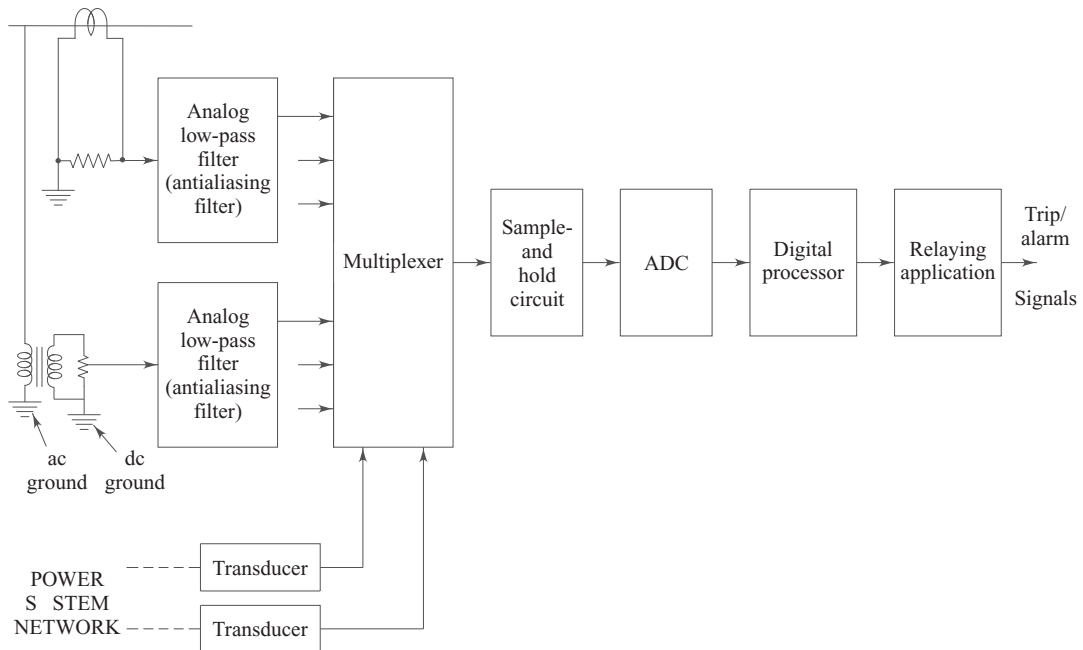 Analog
low-pass
filter
(antialiasing
filter)
Analog
low-pass
filter
(antialiasing
filter)
Multiplexer
Sample-
and
hold
circuit
ADC
Digital
processor
Relaying
application
Trip/
alarm
Signals
ac
ground
dc
ground
POWER
S STEM
NETWORK
Transducer
Transducer